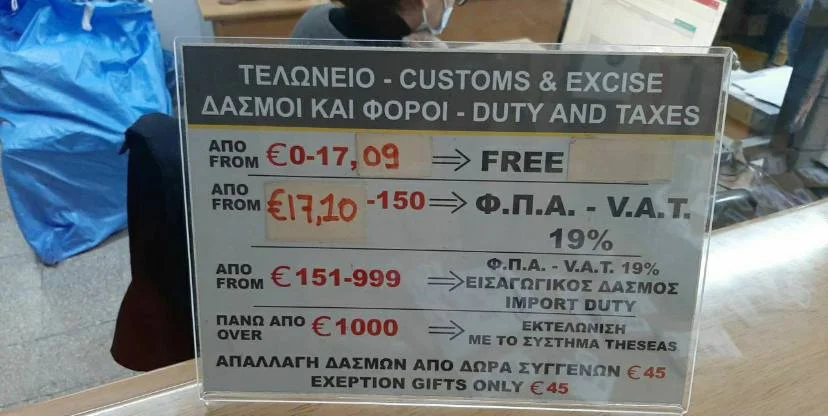 ΤΕΛΩΝΕΙΟ - CUSTOMS & EXCISE
ΔΑΣΜΟΙ ΚΑΙ ΦΟΡΟΙ - DUTY AND TAXES
ΑΠΟ
FROM €0-17,09 ⇒ FREE
ΑΠΟ
FROM €17,10 -150 ⇒ Φ.Π.Α. - V.A.T.
19%
ΑΠΟ
FROM € 151-999 ⇒ Φ.Π.Α. - V.A.T. 19%
ΕΙΣΑΓΩΓΙΚΟΣ ΔΑΣΜΟΣ
IMPORT DUTY
ΠΑΝΩ ΑΠΟ
OVER € 1000 ⇒ ΕΚΤΕΛΩΝΙΣΗ
ΜΕ ΤΟ ΣΥΣΤΗΜΑ THESEAS
ΑΠΑΛΛΑΓΗ ΔΑΣΜΩΝ ΑΠΟ ΔΩΡΑ ΣΥΓΓΕΝΩΝ € 45
EXEPTION GIFTS ONLY € 45